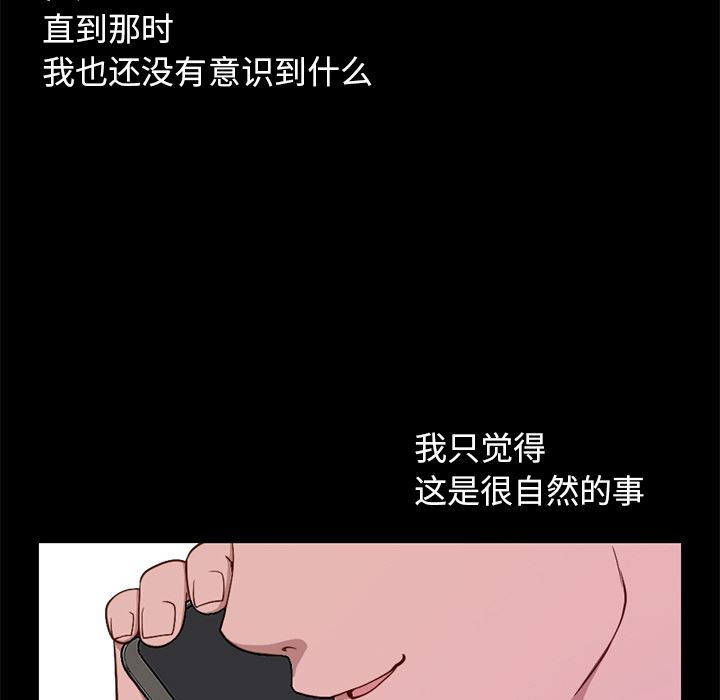 直到那时
我也还没有意识到什么
我只觉得
这是很自然的事